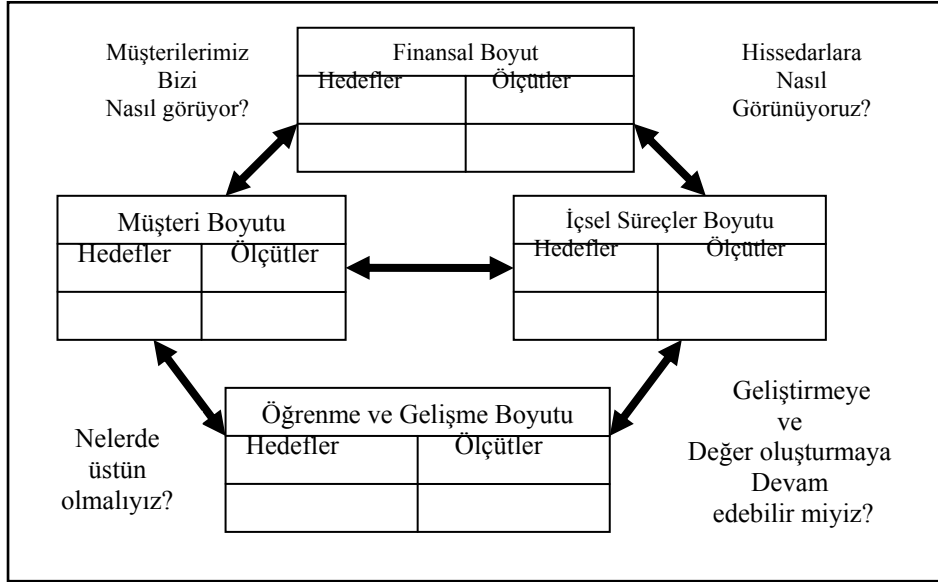 Müşterilerimiz
Bizi
Nasıl görüyor?
Finansal Boyut
Hedefler Ölçütler
Hissedarlara
Nasıl
Görünüyoruz?
Müşteri Boyutu
Hedefler Ölçütler
İçsel Süreçler Boyutu
Hedefler Ölçütler
Nelerde
üstün
olmalıyız?
Öğrenme ve Gelişme Boyutu
Hedefler Ölçütler
Geliştirmeye
ve
Değer oluşturmaya
Devam
edebilir miyiz?